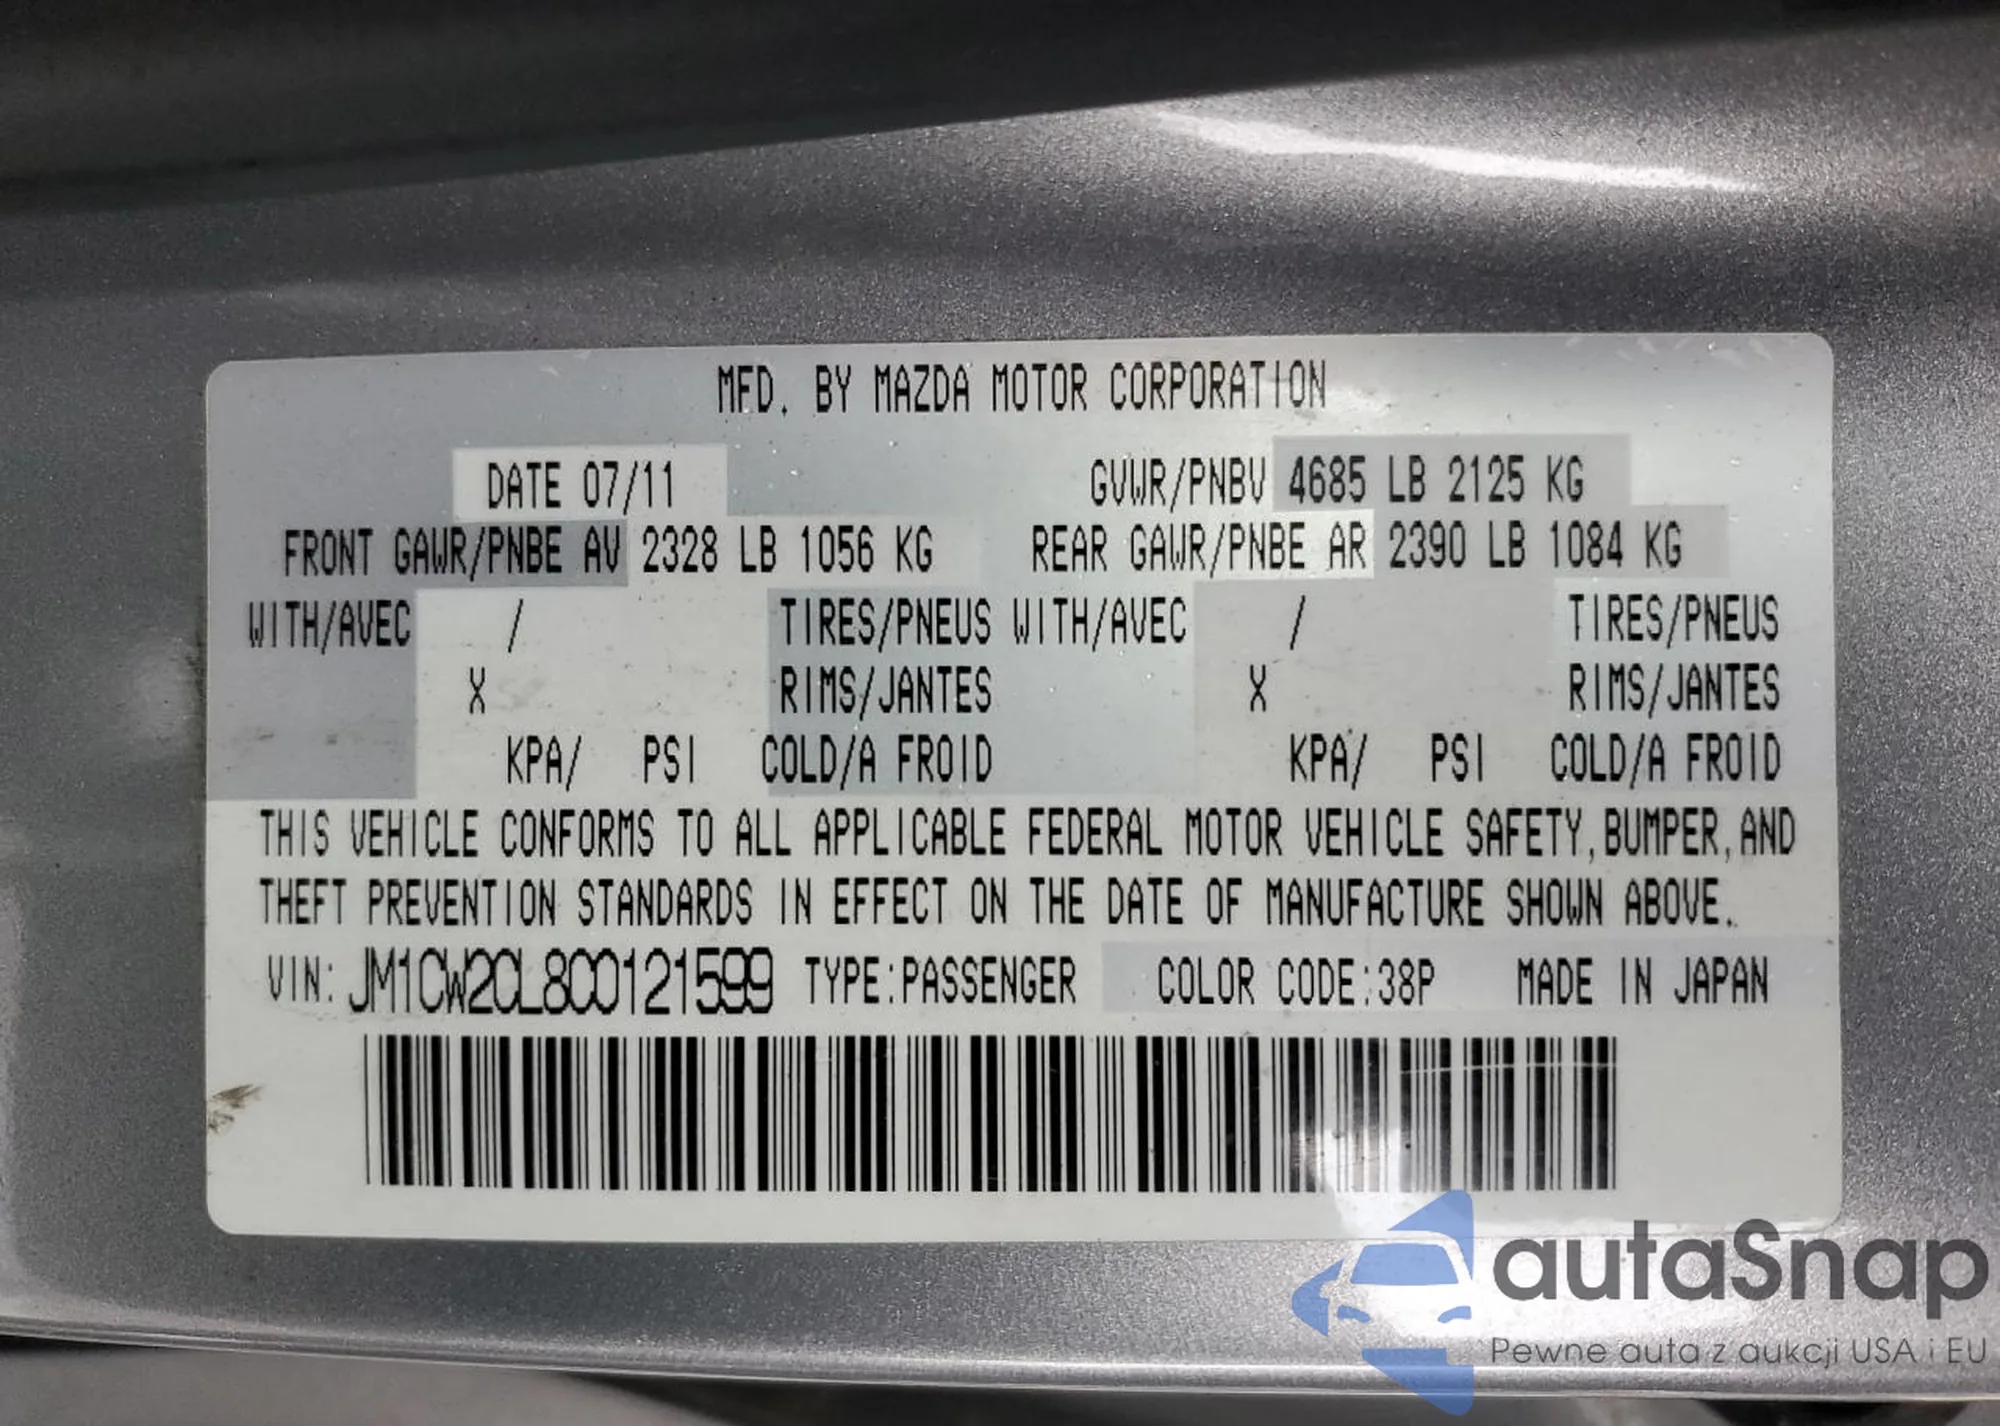 MFD. BY MAZDA MOTOR CORPORATION
DATE 07/11 GVWR/PNBV 4685 LB 2125 KG
FRONT GAWR/PNBE AV 2328 LB 1056 KG REAR GAWR/PNBE AR 2390 LB 1084 KG
WITH/AVEC / TIRES/PNEUS WITH/AVEC / TIRES/PNEUS
X RIMS/JANTES X RIMS/JANTES
KPA/ PSI COLD/A FROID KPA/ PSI COLD/A FROID
THIS VEHICLE CONFORMS TO ALL APPLICABLE FEDERAL MOTOR VEHICLE SAFETY, BUMPER, AND
THEFT PREVENTION STANDARDS IN EFFECT ON THE DATE OF MANUFACTURE SHOWN ABOVE.
VIN: JM1CW2CL8C0121599 TYPE:PASSENGER COLOR CODE:38P MADE IN JAPAN
autaSnap
Pewne auta z aukcji USA i EU